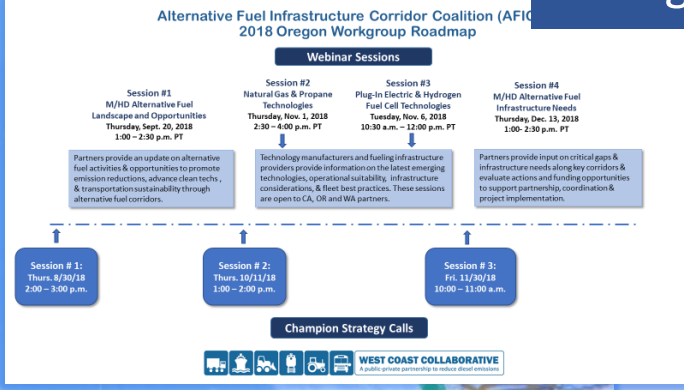 Alternative Fuel Infrastructure Corridor Coalition (AFIC
2018 Oregon Workgroup Roadmap
Webinar Sessions
Session #1
M/HD Alternative Fuel
Landscape and Opportunities
Thursday, Sept. 20, 2018
1:00 – 2:30 p.m. PT
Partners provide an update on alternative
fuel activities & opportunities to promote
emission reductions, advance clean techs ,
& transportation sustainability through
alternative fuel corridors.
Session #2
Natural Gas & Propane
Technologies
Thursday, Nov. 1, 2018
2:30 – 4:00 p.m. PT
Session #3
Plug-In Electric & Hydrogen
Fuel Cell Technologies
Tuesday, Nov. 6, 2018
10:30 a.m. – 12:00 p.m. PT
Technology manufacturers and fueling infrastructure
providers provide information on the latest emerging
technologies, operational suitability, infrastructure
considerations, & fleet best practices. These sessions
are open to CA, OR and WA partners.
Session #4
M/HD Alternative Fuel
Infrastructure Needs
Thursday, Dec. 13, 2018
1:00- 2:30 p.m. PT
Partners provide input on critical gaps &
infrastructure needs along key corridors &
evaluate actions and funding opportunities
to support partnership, coordination &
project implementation.
Session # 1:
Thurs. 8/30/18
2:00 – 3:00 p.m.
Session # 2:
Thurs. 10/11/18
1:00 – 2:00 p.m.
Session # 3:
Fri. 11/30/18
10:00 – 11:00 a.m.
Champion Strategy Calls
WEST COAST COLLABORATIVE
A public-private partnership to reduce diesel emissions